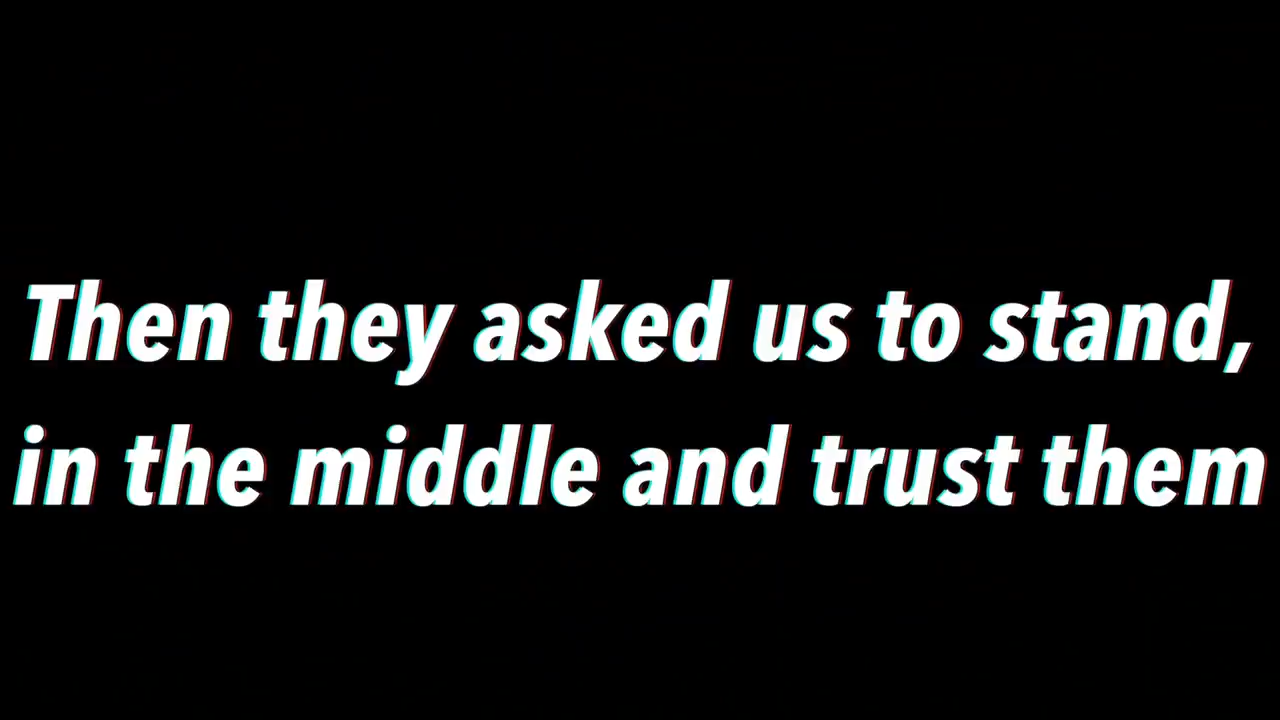 Then they asked us to stand,
in the middle and trust them